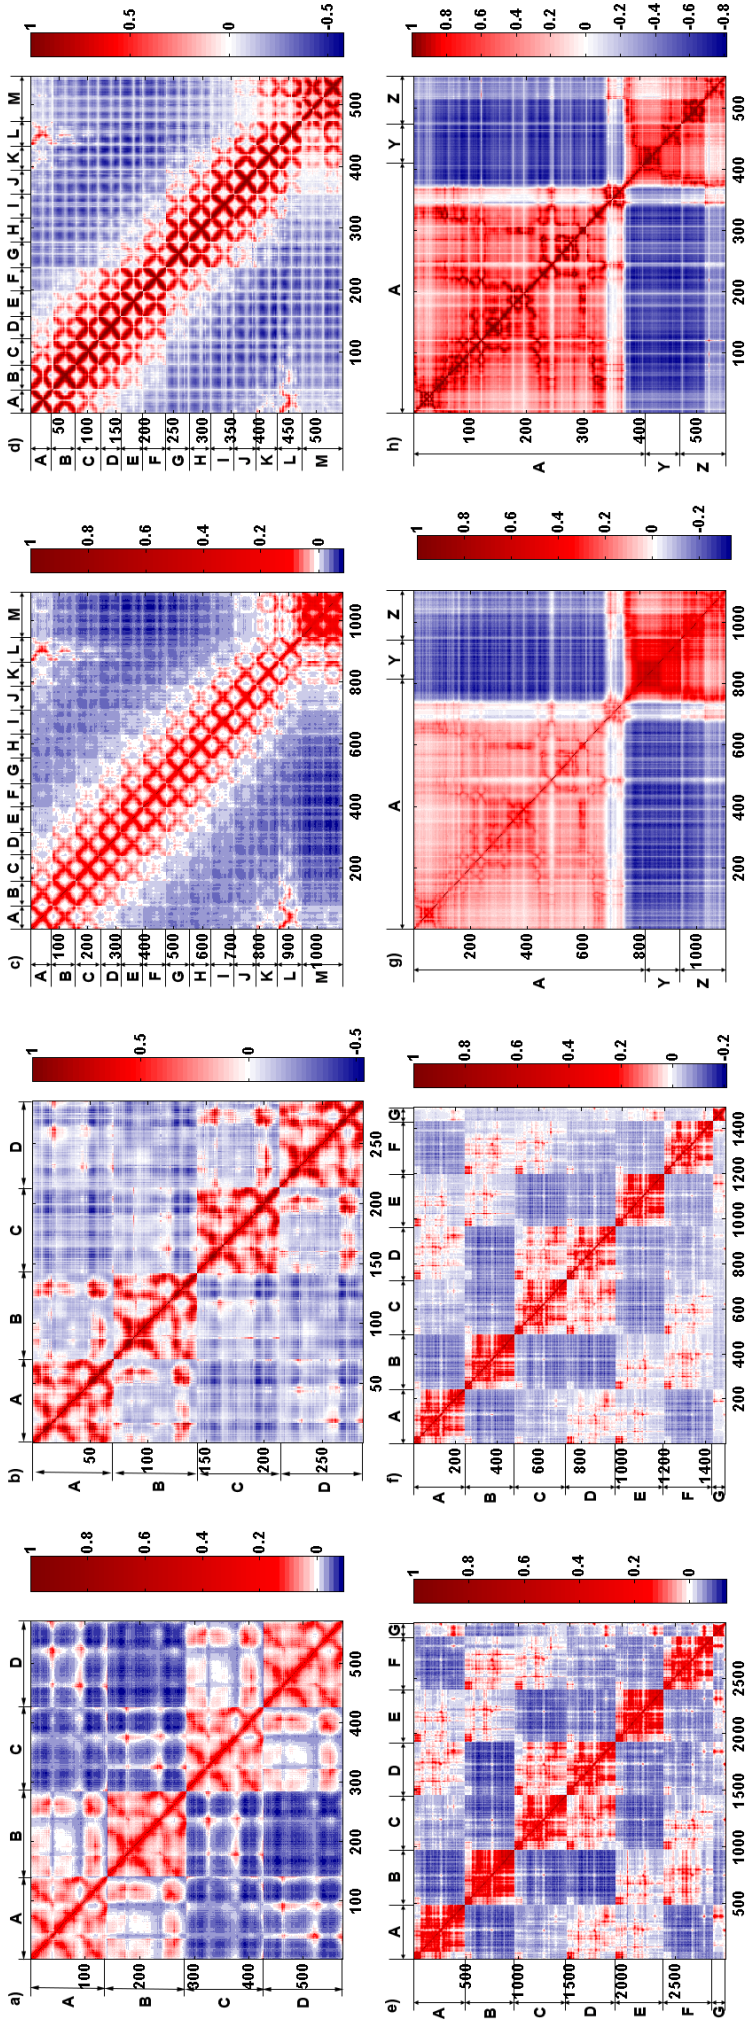 a)
A B C D
A
B
C
D
100
200
300
400
500
100 200 300 400 500
1
0.8
0.6
0.4
0.2
0
b)
A B C D
A
B
C
D
50
100
150
200
250
50 100 150 200 250
1
0.5
0
-0.5
c)
A B C D E F G H I J K L M
A
B
C
D
E
F
G
H
I
J
K
L
M
100
200
300
400
500
600
700
800
900
1000
200 400 600 800 1000
1
0.8
0.6
0.4
0.2
0
d)
A B C D E F G H I J K L M
A
B
C
D
E
F
G
H
I
J
K
L
M
50
100
150
200
250
300
350
400
450
500
100 200 300 400 500
1
0.5
0
-0.5
e)
A B C D E F G
A
B
C
D
E
F
G
500
1000
1500
2000
2500
500 1000 1500 2000 2500
1
0.8
0.6
0.4
0.2
0
f)
A B C D E F G
A
B
C
D
E
F
G
200
400
600
800
1000
1200
1400
200 400 600 800 1000 1200 1400
1
0.8
0.6
0.4
0.2
0
-0.2
g)
A Y Z
A
Y
Z
200
400
600
800
1000
200 400 600 800 1000
1
0.8
0.6
0.4
0.2
0
-0.2
h)
A Y Z
A
Y
Z
100
200
300
400
500
100 200 300 400 500
1
0.8
0.6
0.4
0.2
0
-0.2
-0.4
-0.6
-0.8